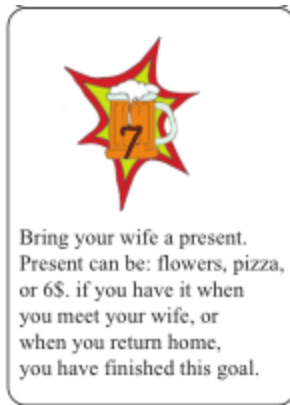 7
Bring your wife a present.
Present can be: flowers, pizza,
or 6$. if you have it when
you meet your wife, or
when you return home,
you have finished this goal.